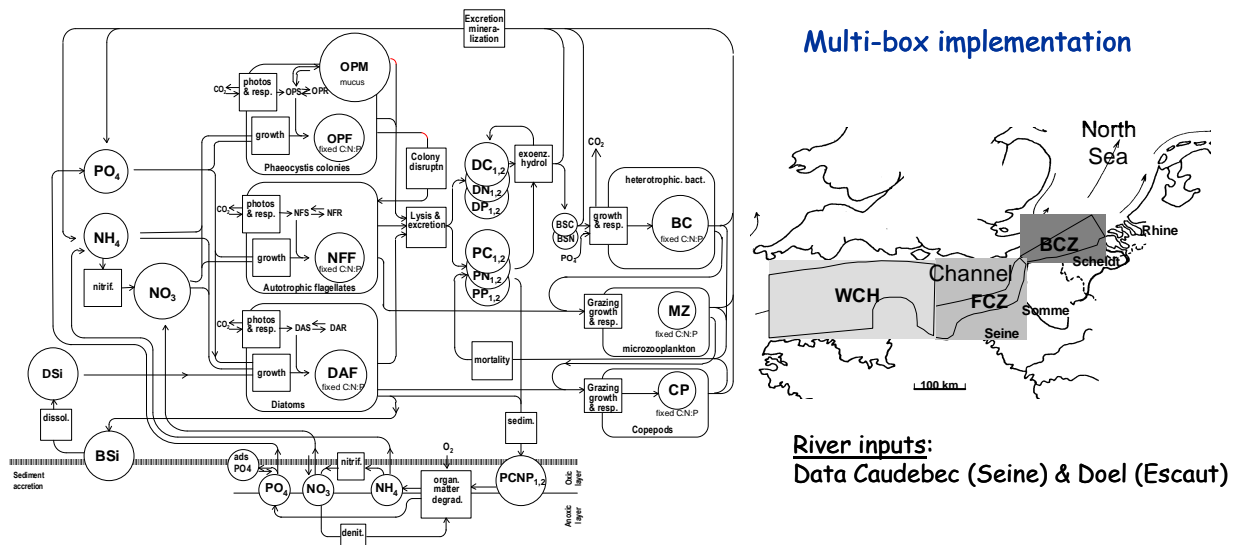 Excretion
minera-
lization
Multi-box implementation
OPM
mucus
photos
& resp.
CO2
OPS
OPR
growth
OPF
fixed C:N:P
Phaeocystis colonies
Colony
disruptn
PO4
NH4
nitrif.
NO3
photos
& resp.
CO2
NFS
NFR
growth
NFF
fixed C:N:P
Autotrophic flagellates
Lysis &
excretion
DC1,2
DN1,2
DP1,2
exoenz.
hydrol
PC1,2
PN1,2
PP1,2
CO2
BSC
BSN
PO4
growth
& resp.
heterotrophic. bact.
BC
fixed C:N:P
Grazing
growth
& resp.
MZ
fixed C:N:P
microzooplankton
mortality
photos
& resp.
CO2
DAS
DAR
growth
DAF
fixed C:N:P
Diatoms
DSi
dissol.
BSi
Grazing
growth
& resp.
CP
fixed C:N:P
Copepods
sedim.
Sediment
accretion
ads
PO4
PO4
NO3
nitrif.
NH4
denit.
O2
organ.
matter
degrad.
PCNP1,2
Oxic
layer
Anoxic
layer
North
Sea
Rhine
BCZ
Scheldt
Channel
WCH
FCZ
Somme
Seine
100 km
River inputs:
Data Caudebec (Seine) & Doel (Escaut)